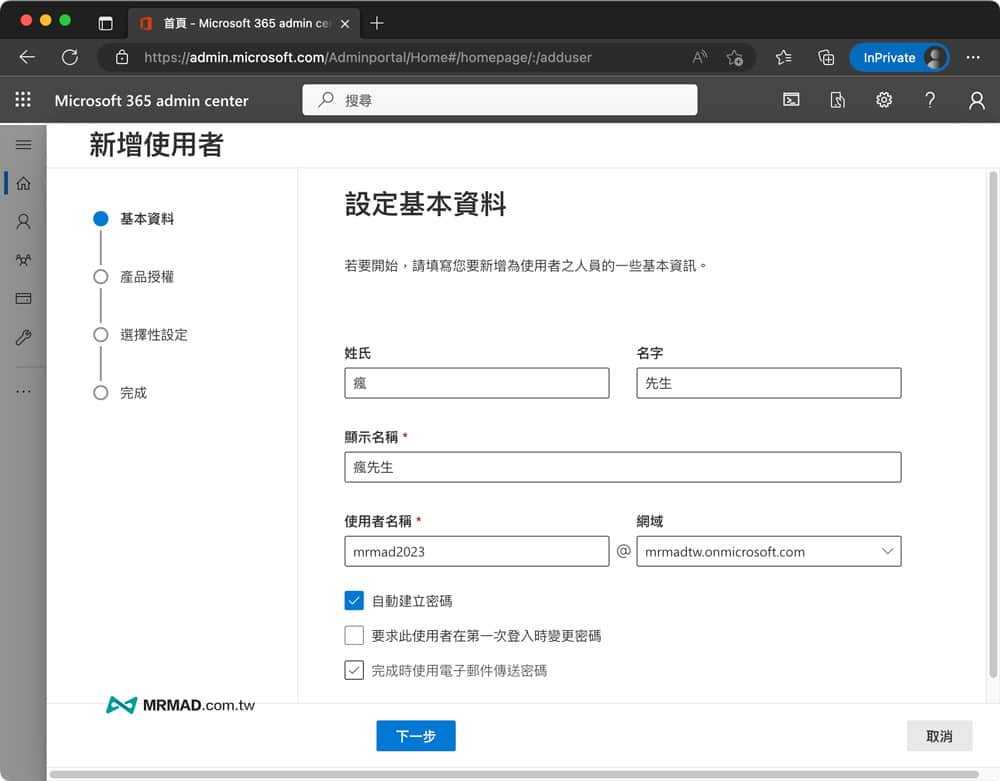 首頁 - Microsoft 365 admin ce
https://admin.microsoft.com/Adminportal/Home#/homepage/:/adduser
InPrivate
Microsoft 365 admin center
搜尋
新增使用者
基本資料
產品授權
選擇性設定
完成
設定基本資料
若要開始，請填寫您要新增為使用者之人員的一些基本資訊。
姓氏 名字
瘋 先生
顯示名稱 *
瘋先生
使用者名稱 * 網域
mrmad2023 @ mrmadtw.onmicrosoft.com
自動建立密碼
要求此使用者在第一次登入時變更密碼
完成時使用電子郵件傳送密碼
MRMAD.com.tw
下一步 取消